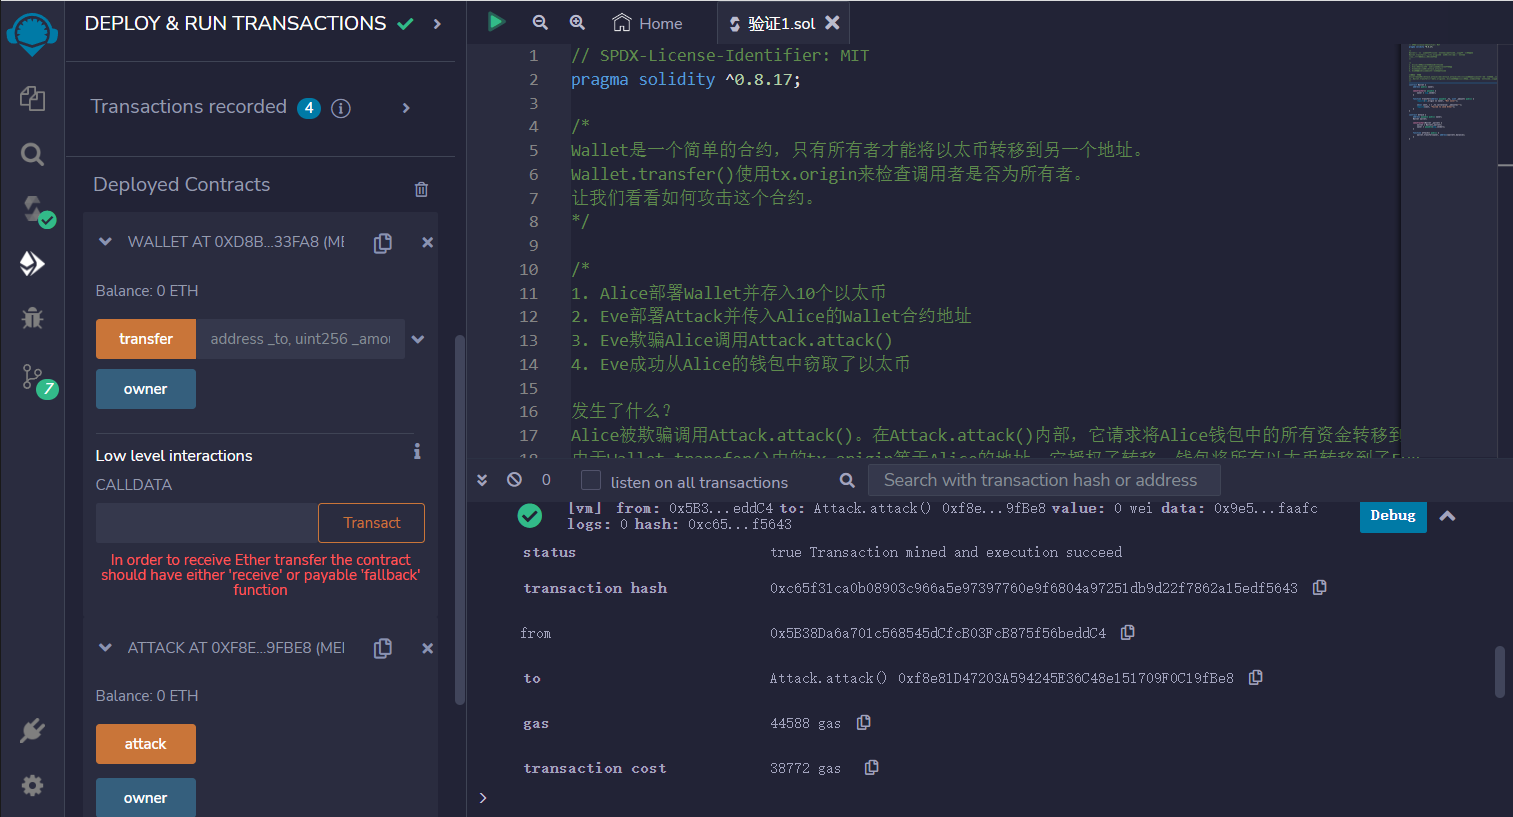 DEPLOY & RUN TRANSACTIONS
Transactions recorded 4
Deployed Contracts
WALLET AT 0XD8B...33FA8 (ME
Balance: 0 ETH
transfer address _to, uint256 _amou
owner
Low level interactions
CALLDATA
Transact
In order to receive Ether transfer the contract
should have either 'receive' or payable 'fallback'
function
ATTACK AT 0XF8E...9FBE8 (MEI
Balance: 0 ETH
attack
owner
7
Home
验证1.sol
1 // SPDX-License-Identifier: MIT
2 pragma solidity ^0.8.17;
3
4 /*
5 Wallet是一个简单的合约，只有所有者才能将以太币转移到另一个地址。
6 Wallet.transfer()使用tx.origin来检查调用者是否为所有者。
7 让我们看看如何攻击这个合约。
8 */
9
10 /*
11 1. Alice部署Wallet并存入10个以太币
12 2. Eve部署Attack并传入Alice的Wallet合约地址
13 3. Eve欺骗Alice调用Attack.attack()
14 4. Eve成功从Alice的钱包中窃取了以太币
15
16 发生了什么？
17 Alice被欺骗调用Attack.attack()。在Attack.attack()内部，它请求将Alice钱包中的所有资金转移到
0 listen on all transactions Search with transaction hash or address
[vm] from: 0x5B3...eddC4 to: Attack.attack() 0xf8e...9fBe8 value: 0 wei data: 0x9e5...faafc
logs: 0 hash: 0xc65...f5643
Debug
status true Transaction mined and execution succeed
transaction hash 0xc65f31ca0b08903c966a5e97397760e9f6804a97251db9d22f7862a15edf5643
from 0x5B38Da6a701c568545dCfcB03FcB875f56beddC4
to Attack.attack() 0xf8e81D47203A594245E36C48e151709F0C19fBe8
gas 44588 gas
transaction cost 38772 gas